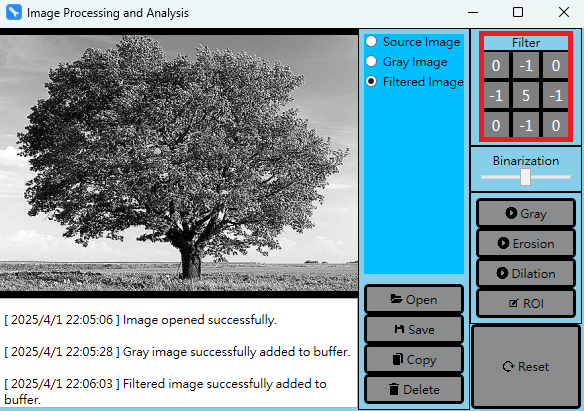 Image Processing and Analysis
Source Image
Gray Image
Filtered Image
Filter
0 -1 0
-1 5 -1
0 -1 0
Binarization
Gray
Erosion
Dilation
ROI
Open
Save
Copy
Delete
Reset
[ 2025/4/1 22:05:06 ] Image opened successfully.
[ 2025/4/1 22:05:28 ] Gray image successfully added to buffer.
[ 2025/4/1 22:06:03 ] Filtered image successfully added to
buffer.